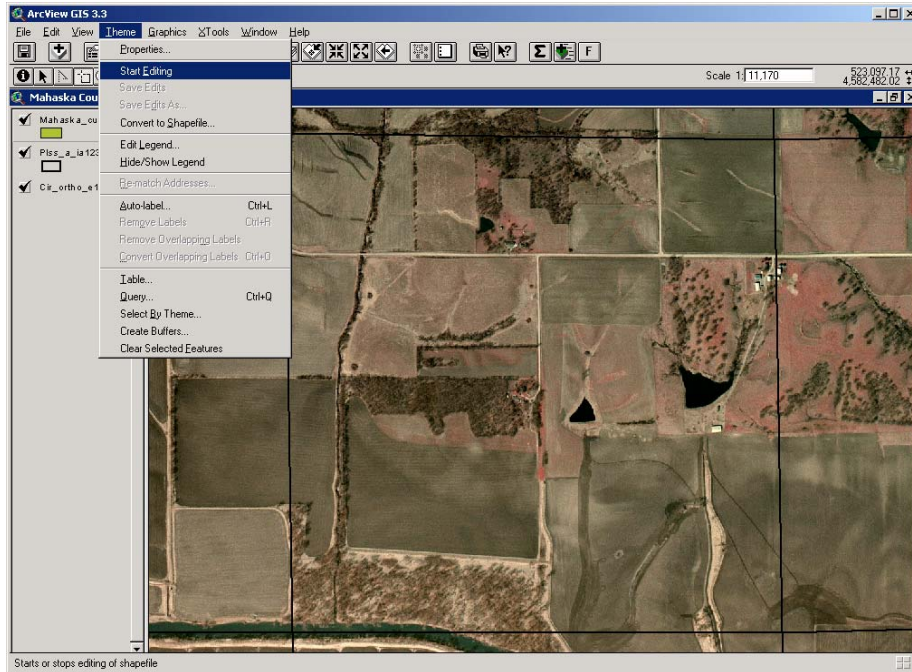 ArcView GIS 3.3
File Edit View Theme Graphics XTools Window Help
Scale 1: 11,170
523,097.17
4,582,482.02
Mahaska Cou
Mahaska_cu
Plss_a_ia123
Cir_ortho_e1
Properties...
Start Editing
Save Edits
Save Edits As...
Convert to Shapefile...
Edit Legend...
Hide/Show Legend
Re-match Addresses...
Auto-label... Ctrl+L
Remove Labels Ctrl+R
Remove Overlapping Labels
Convert Overlapping Labels Ctrl+O
Table...
Query... Ctrl+Q
Select By Theme...
Create Buffers...
Clear Selected Features
Starts or stops editing of shapefile